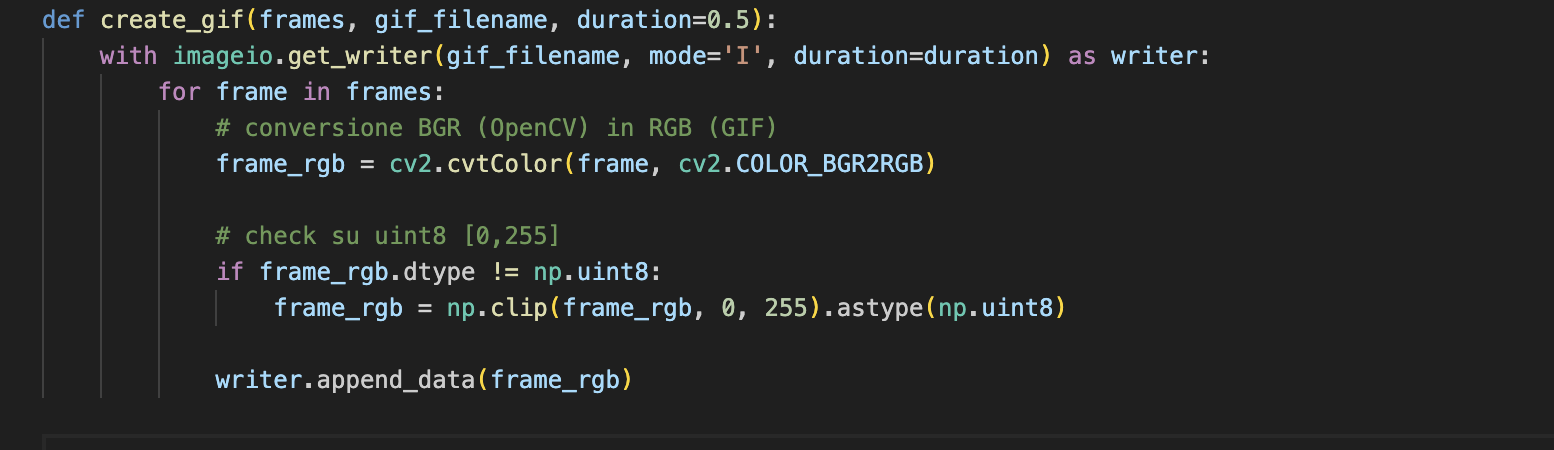 def create_gif(frames, gif_filename, duration=0.5):
    with imageio.get_writer(gif_filename, mode='I', duration=duration) as writer:
        for frame in frames:
            # conversione BGR (OpenCV) in RGB (GIF)
            frame_rgb = cv2.cvtColor(frame, cv2.COLOR_BGR2RGB)
            # check su uint8 [0,255]
            if frame_rgb.dtype != np.uint8:
                frame_rgb = np.clip(frame_rgb, 0, 255).astype(np.uint8)
            writer.append_data(frame_rgb)